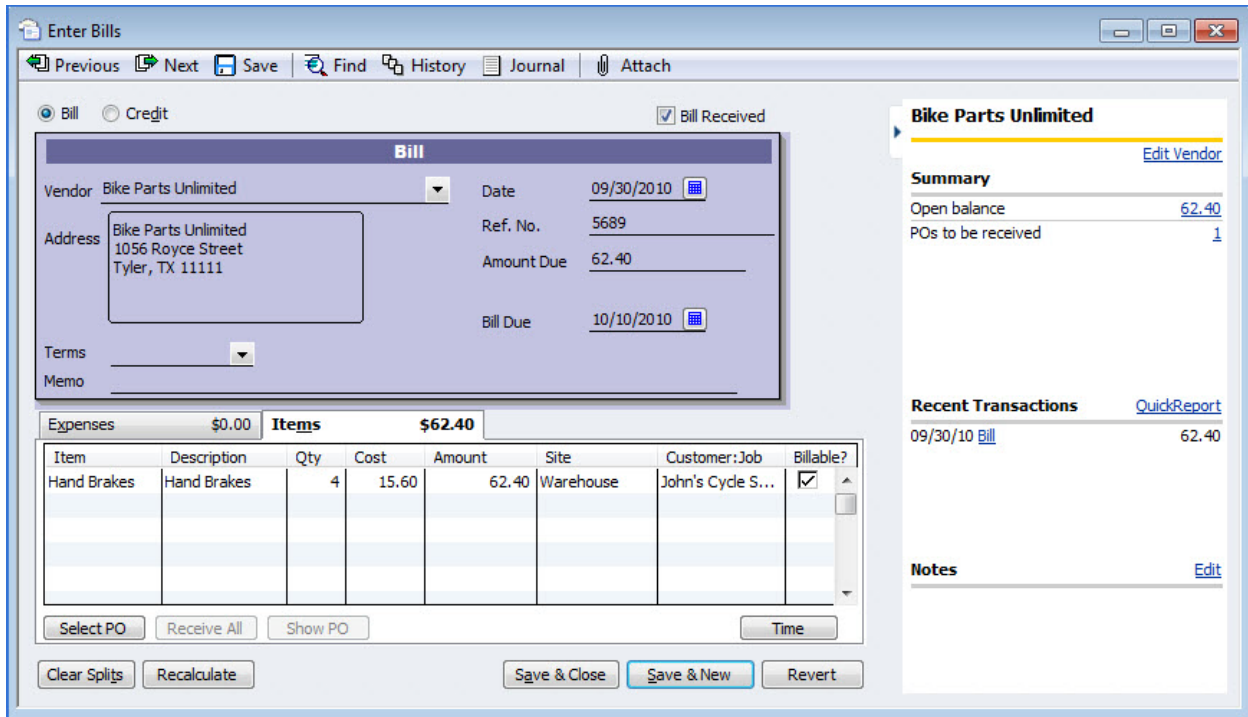 Enter Bills
Previous Next Save Find History Journal Attach
Bill Credit Bill Received
Bill
Vendor Bike Parts Unlimited Date 09/30/2010
Address Bike Parts Unlimited Ref. No. 5689
1056 Royce Street
Tyler, TX 11111 Amount Due 62.40
Bill Due 10/10/2010
Terms
Memo
Expenses $0.00 Items $62.40
Item Description Qty Cost Amount Site Customer:Job Billable?
Hand Brakes Hand Brakes 4 15.60 62.40 Warehouse John's Cycle S...
Select PO Receive All Show PO Time
Clear Splits Recalculate Save & Close Save & New Revert
Bike Parts Unlimited
Edit Vendor
Summary
Open balance 62.40
POs to be received 1
Recent Transactions QuickReport
09/30/10 Bill 62.40
Notes Edit